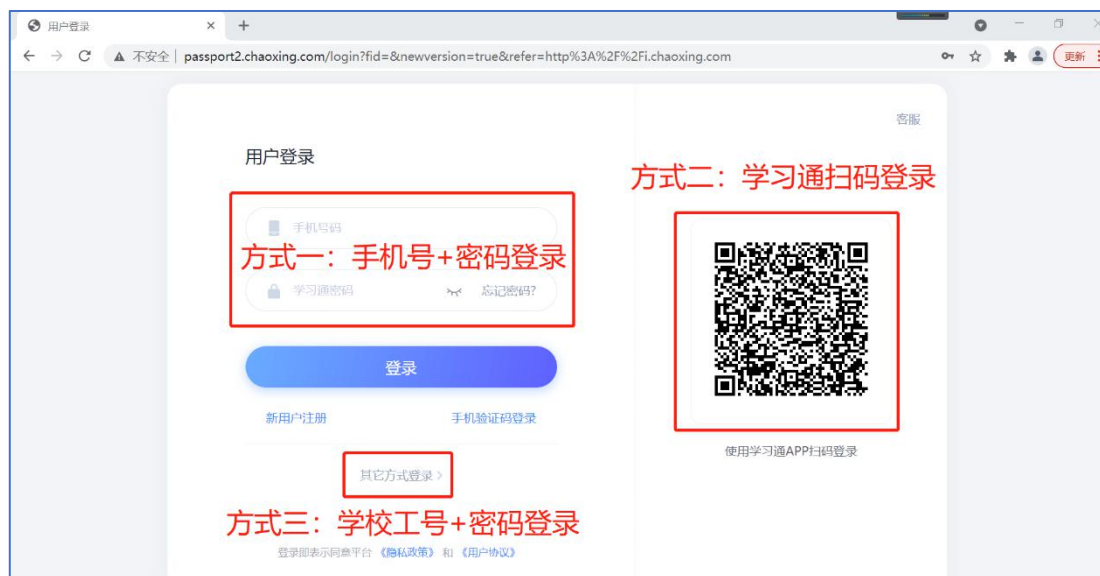 用户登录
不安全 | passport2.chaoxing.com/login?fid=&newversion=true&refer=http%3A%2F%2Fi.chaoxing.com
更新
客服
用户登录
方式二：学习通扫码登录
手机号码
方式一：手机号+密码登录
学习通密码 忘记密码?
登录
新用户注册 手机验证码登录
使用学习通APP扫码登录
其它方式登录 >
方式三：学校工号+密码登录
登录即表示同意平台 《隐私政策》 和 《用户协议》